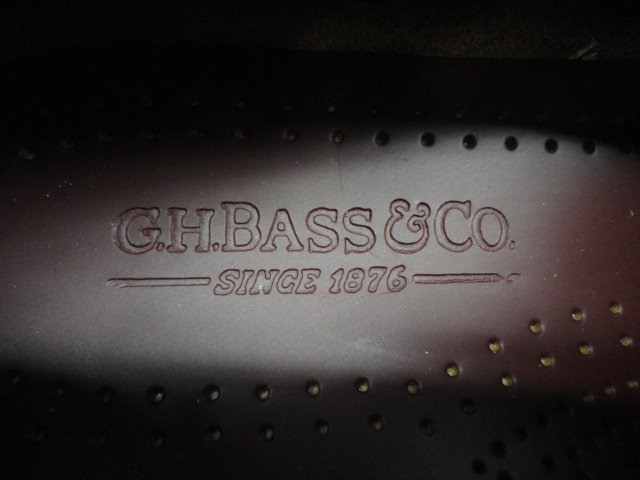 G.H.BASS & CO.
SINCE 1876